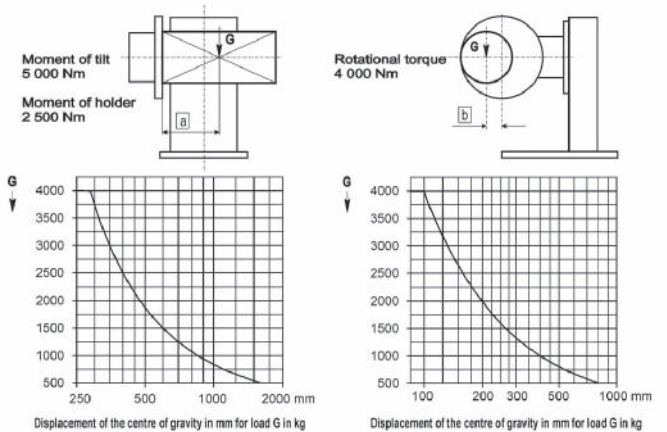 Moment of tilt
5 000 Nm
Moment of holder
2 500 Nm
G
a
Rotational torque
4 000 Nm
G
b
G
4000
3500
3000
2500
2000
1500
1000
500
250 500 1000 2000 mm
Displacement of the centre of gravity in mm for load G in kg
G
4000
3500
3000
2500
2000
1500
1000
500
100 200 300 500 1000 mm
Displacement of the centre of gravity in mm for load G in kg